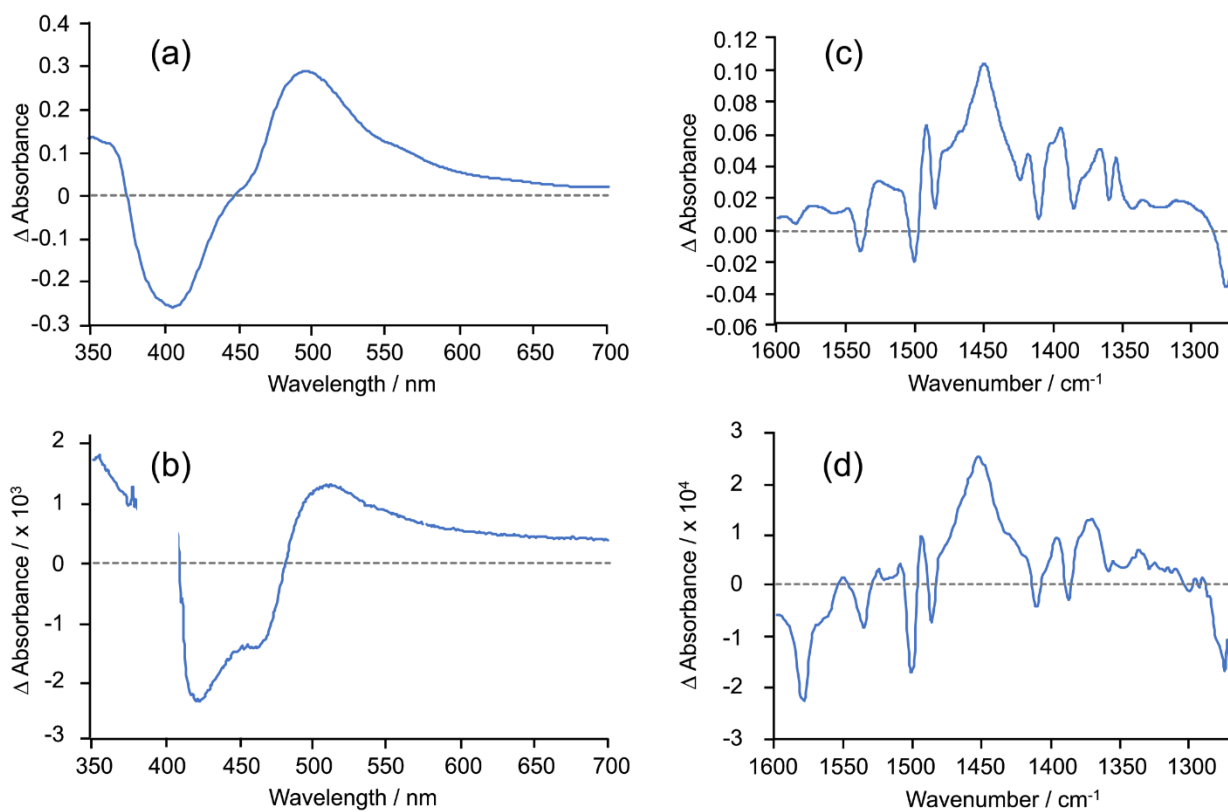 (a)
Δ Absorbance
0.4
0.3
0.2
0.1
0
-0.1
-0.2
-0.3
350 400 450 500 550 600 650 700
Wavelength / nm
(c)
Δ Absorbance
0.12
0.10
0.08
0.06
0.04
0.02
0.00
-0.02
-0.04
-0.06
1600 1550 1500 1450 1400 1350 1300
Wavenumber / cm⁻¹
(b)
Δ Absorbance / x 10³
2
1
0
-1
-2
-3
350 400 450 500 550 600 650 700
Wavelength / nm
(d)
Δ Absorbance / x 10⁴
3
2
1
0
-1
-2
-3
1600 1550 1500 1450 1400 1350 1300
Wavenumber / cm⁻¹